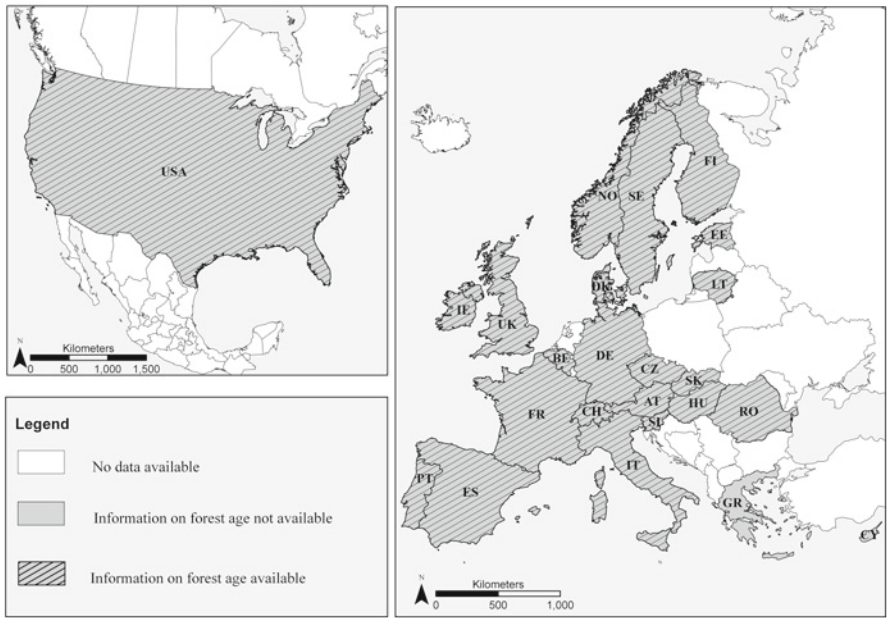 USA
N
Kilometers
0 500 1,000 1,500
Legend
No data available
Information on forest age not available
Information on forest age available
FI
NO SE
EE
LT
DK
IE
UK
BE
DE
CZ
SK
FR
CH
AT
HU
RO
SI
IT
PT
ES
GR
CY
N
Kilometers
0 500 1,000